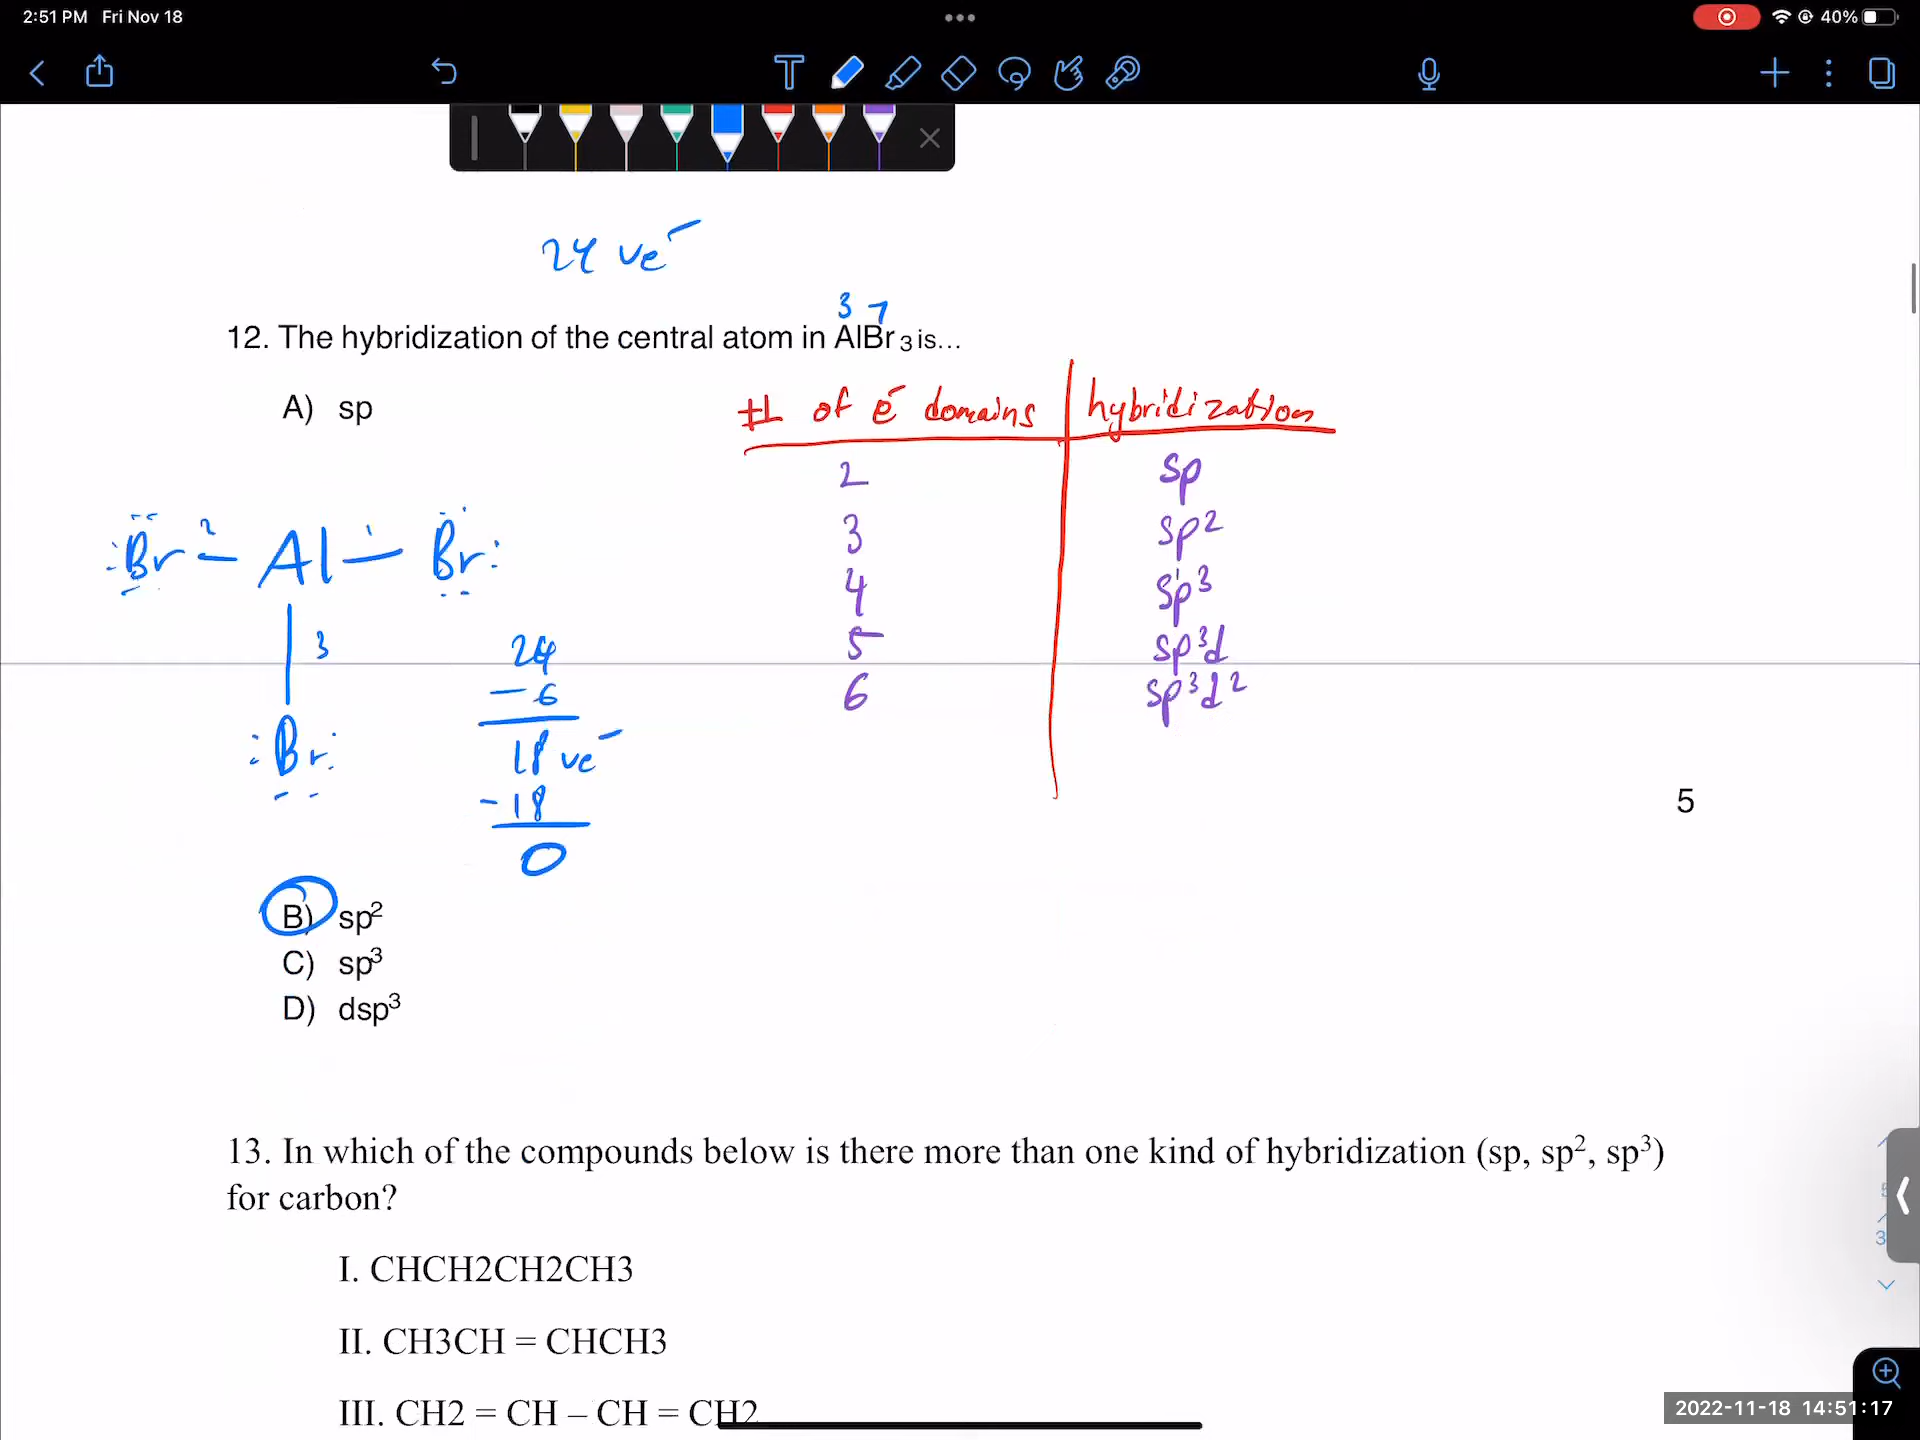 2:51 PM Fri Nov 18
40%
24 ve⁻
3 7
12. The hybridization of the central atom in AlBr3 is...
A) sp
# of e⁻ domains hybridization
2 sp
3 sp²
4 sp³
5 sp³d
6 sp³d²
:Br 2 Al 1 Br:
3
:Br:
24
- 6
18 ve⁻
- 18
0
5
B) sp²
C) sp³
D) dsp³
13. In which of the compounds below is there more than one kind of hybridization (sp, sp², sp³)
for carbon?
I. CHCH2CH2CH3
II. CH3CH = CHCH3
III. CH2 = CH – CH = CH2
2022-11-18 14:51:17